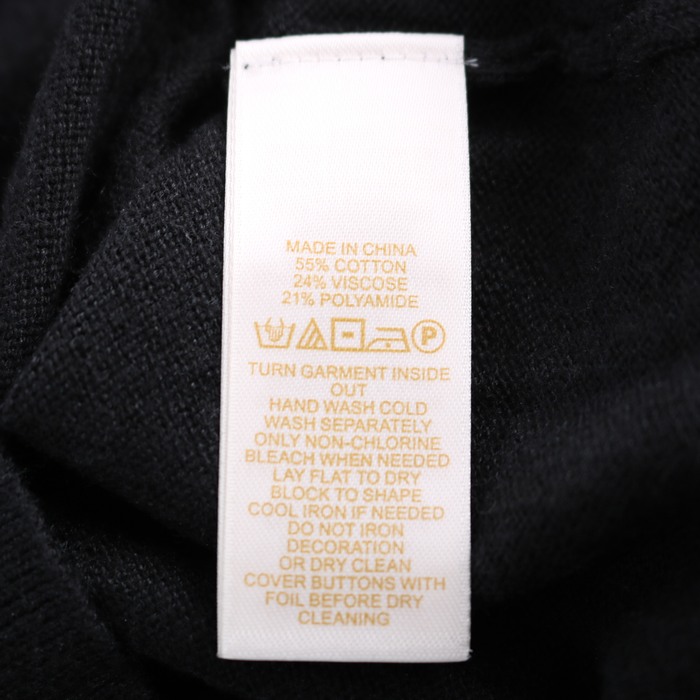 MADE IN CHINA
55% COTTON
24% VISCOSE
21% POLYAMIDE
P
TURN GARMENT INSIDE
OUT
HAND WASH COLD
WASH SEPARATELY
ONLY NON-CHLORINE
BLEACH WHEN NEEDED
LAY FLAT TO DRY
BLOCK TO SHAPE
COOL IRON IF NEEDED
DO NOT IRON
DECORATION
OR DRY CLEAN
COVER BUTTONS WITH
FOIL BEFORE DRY
CLEANING